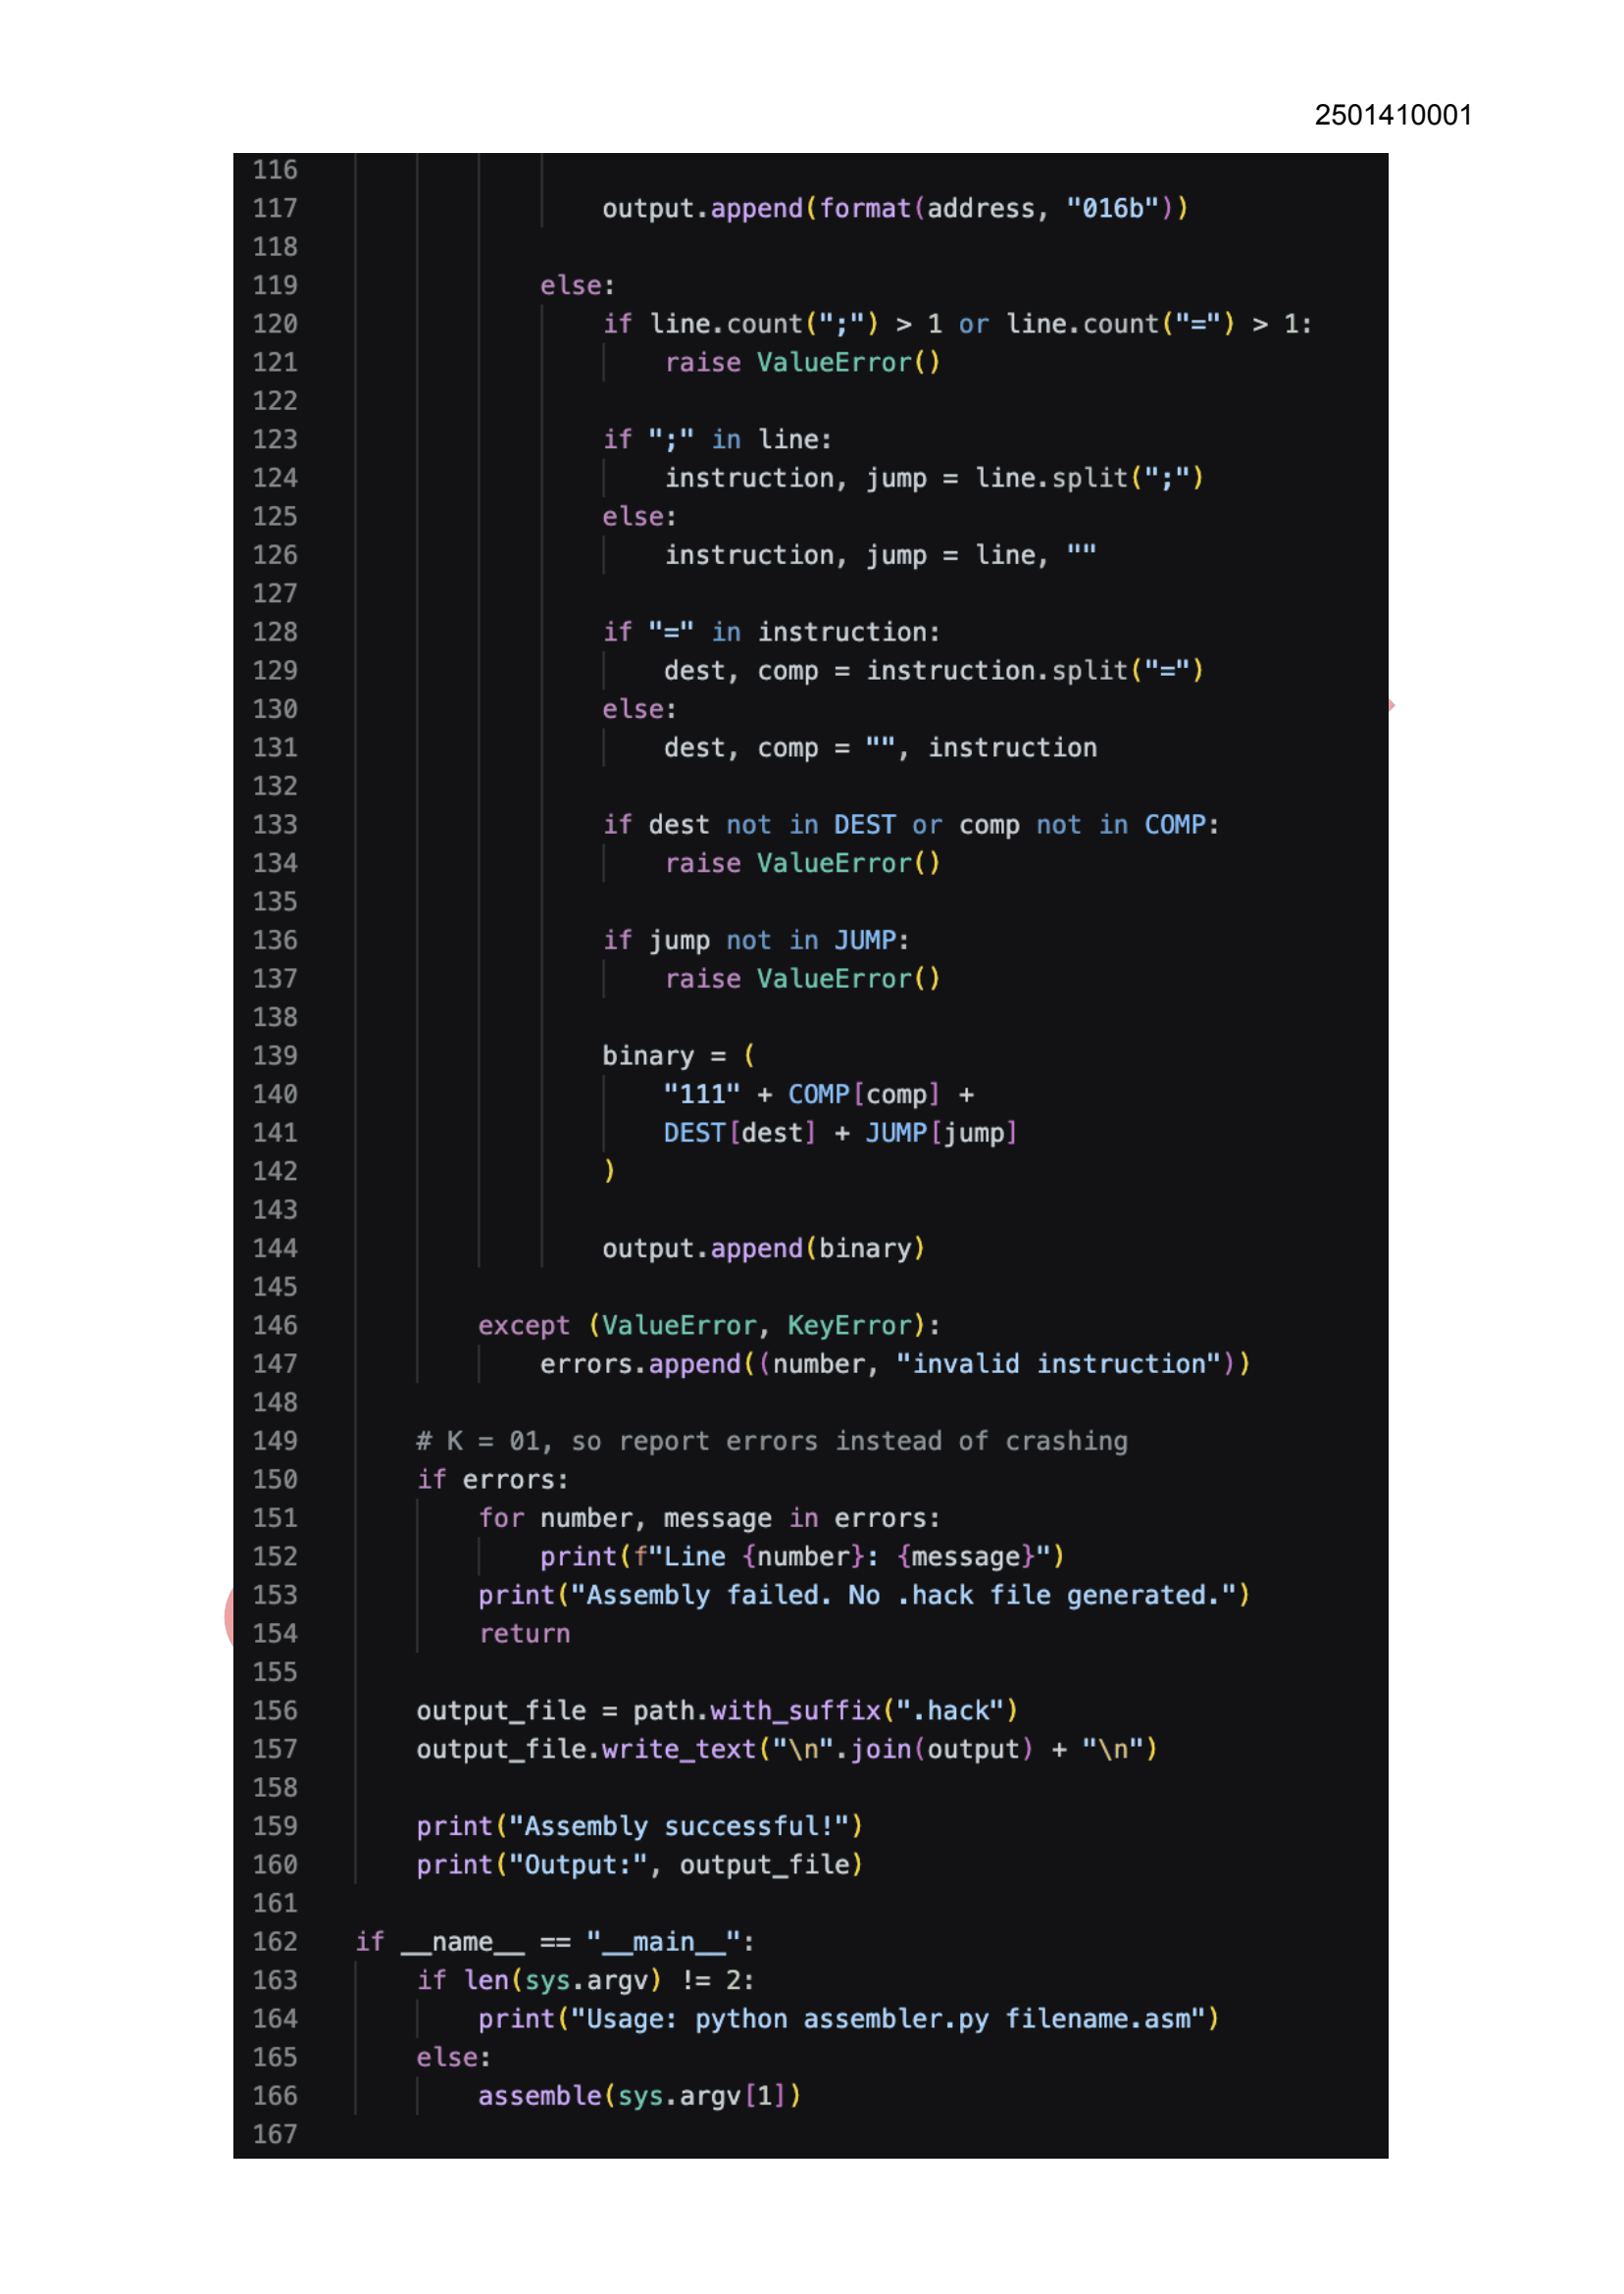 2501410001
116
117 output.append(format(address, "016b"))
118
119 else:
120 if line.count(";") > 1 or line.count("=") > 1:
121 raise ValueError()
122
123 if ";" in line:
124 instruction, jump = line.split(";")
125 else:
126 instruction, jump = line, ""
127
128 if "=" in instruction:
129 dest, comp = instruction.split("=")
130 else:
131 dest, comp = "", instruction
132
133 if dest not in DEST or comp not in COMP:
134 raise ValueError()
135
136 if jump not in JUMP:
137 raise ValueError()
138
139 binary = (
140 "111" + COMP[comp] +
141 DEST[dest] + JUMP[jump]
142 )
143
144 output.append(binary)
145
146 except (ValueError, KeyError):
147 errors.append((number, "invalid instruction"))
148
149 # K = 01, so report errors instead of crashing
150 if errors:
151 for number, message in errors:
152 print(f"Line {number}: {message}")
153 print("Assembly failed. No .hack file generated.")
154 return
155
156 output_file = path.with_suffix(".hack")
157 output_file.write_text("\n".join(output) + "\n")
158
159 print("Assembly successful!")
160 print("Output:", output_file)
161
162 if __name__ == "__main__":
163 if len(sys.argv) != 2:
164 print("Usage: python assembler.py filename.asm")
165 else:
166 assemble(sys.argv[1])
167